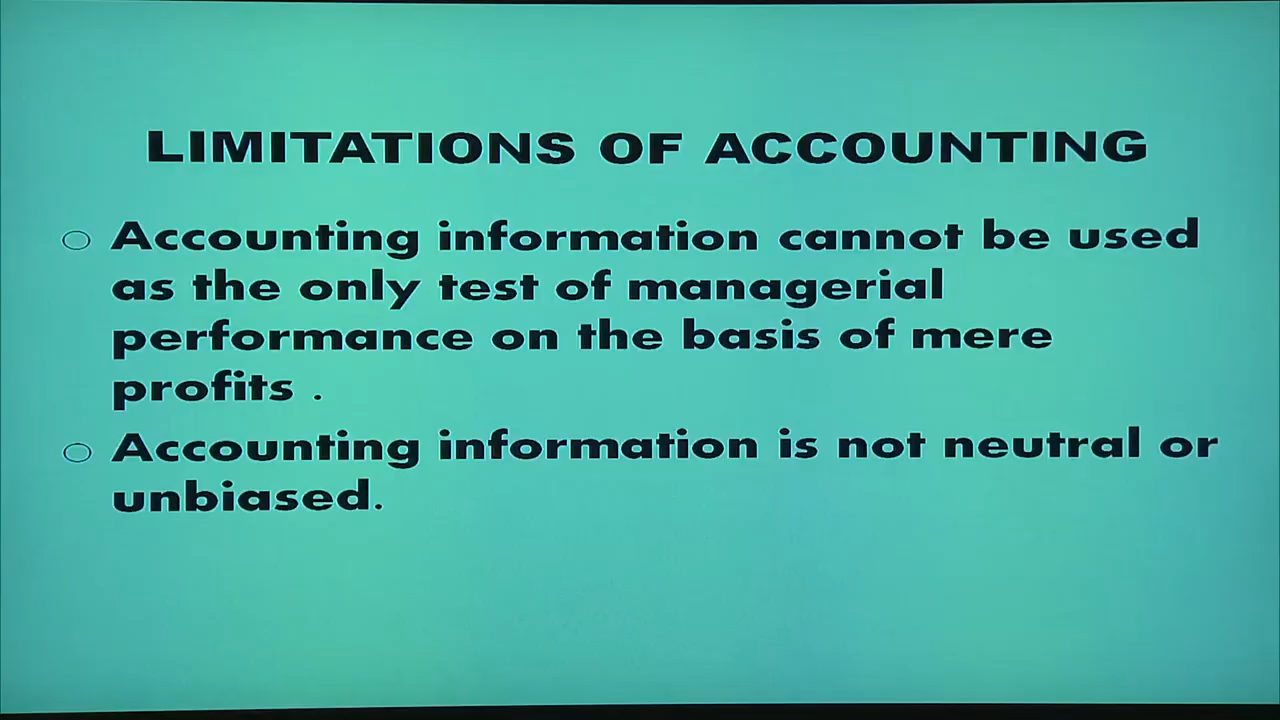 LIMITATIONS OF ACCOUNTING
○ Accounting information cannot be used
as the only test of managerial
performance on the basis of mere
profits .
○ Accounting information is not neutral or
unbiased.